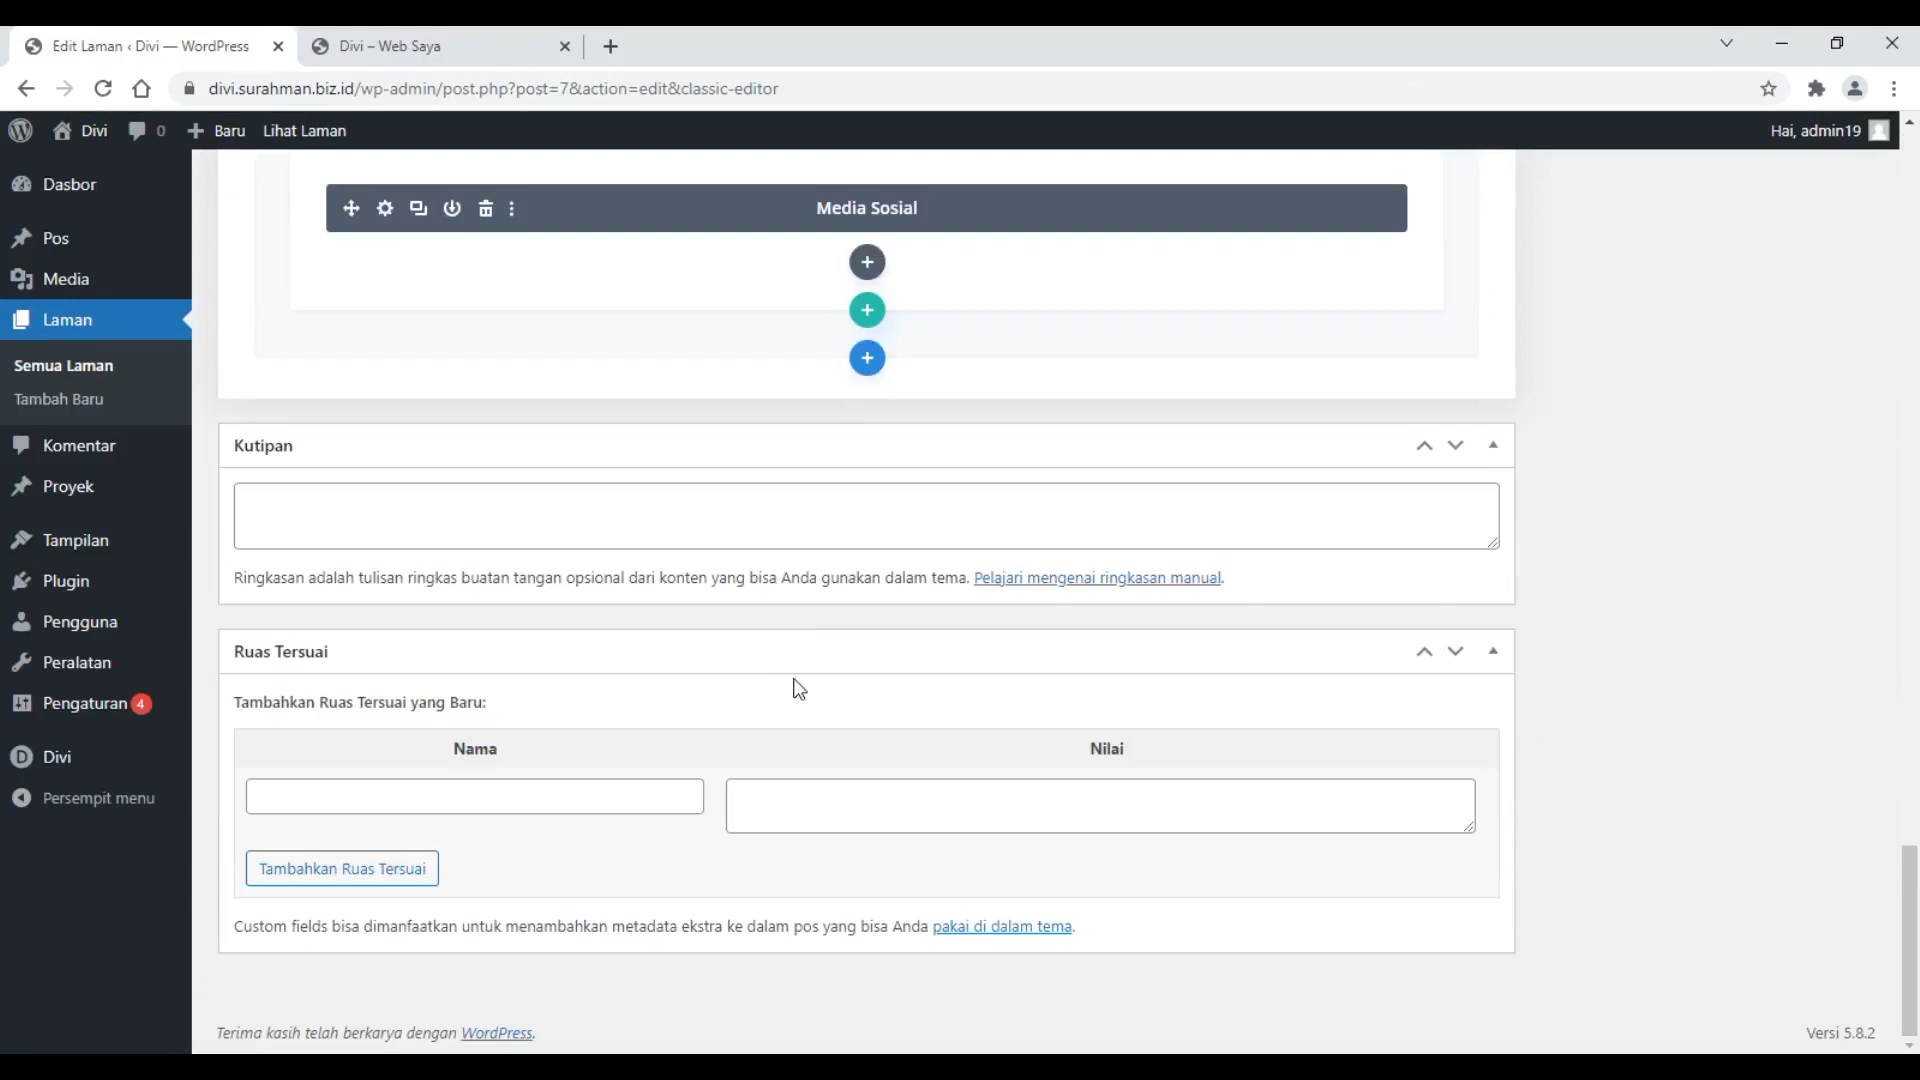 Edit Laman ‹ Divi — WordPress
Divi – Web Saya
divi.surahman.biz.id/wp-admin/post.php?post=7&action=edit&classic-editor
Divi
0
Baru
Lihat Laman
Hai, admin19
Dasbor
Pos
Media
Laman
Semua Laman
Tambah Baru
Komentar
Proyek
Tampilan
Plugin
Pengguna
Peralatan
Pengaturan 4
Divi
Persempit menu
Media Sosial
Kutipan
Ringkasan adalah tulisan ringkas buatan tangan opsional dari konten yang bisa Anda gunakan dalam tema. Pelajari mengenai ringkasan manual.
Ruas Tersuai
Tambahkan Ruas Tersuai yang Baru:
Nama
Nilai
Tambahkan Ruas Tersuai
Custom fields bisa dimanfaatkan untuk menambahkan metadata ekstra ke dalam pos yang bisa Anda pakai di dalam tema.
Terima kasih telah berkarya dengan WordPress.
Versi 5.8.2